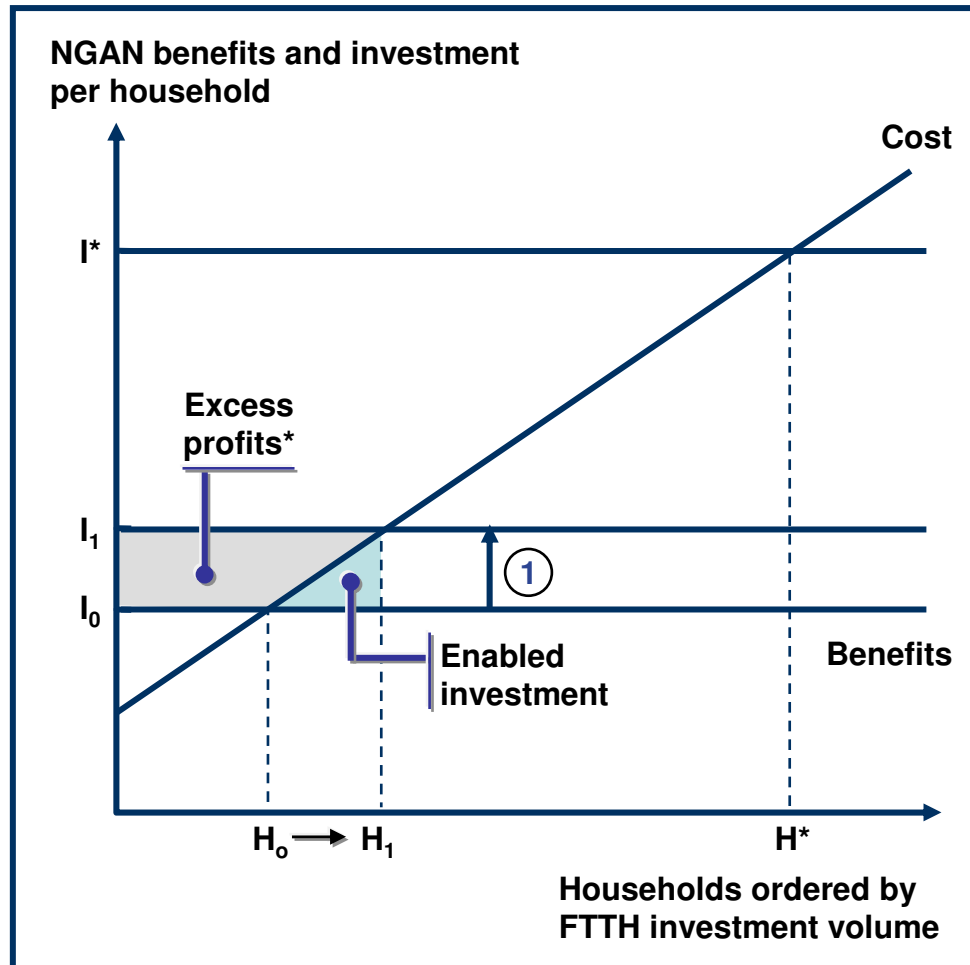 NGAN benefits and investment
per household
Cost
I*
Excess
profits*
I₁
1
I₀
Enabled
investment
Benefits
Hₒ
H₁
H*
Households ordered by
FTTH investment volume